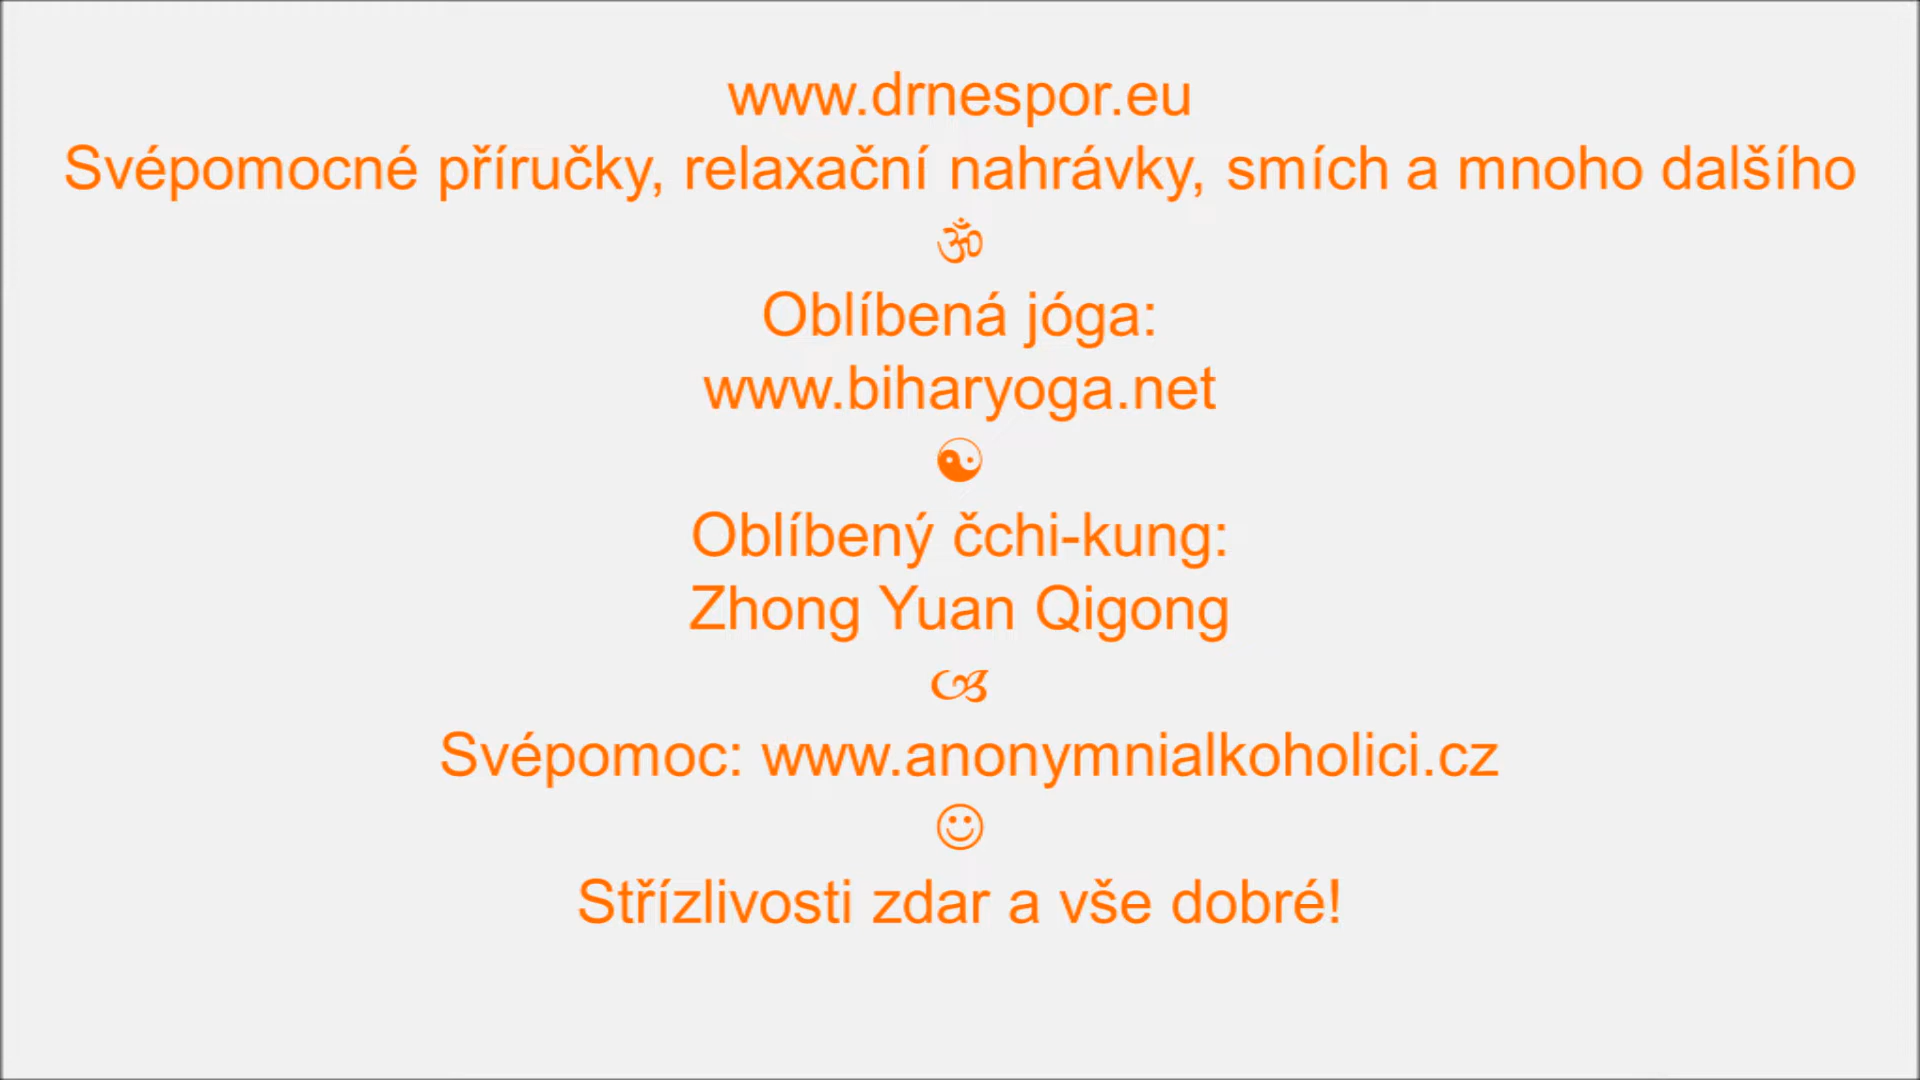 www.drnespor.eu
Svépomocné příručky, relaxační nahrávky, smích a mnoho dalšího
ॐ
Oblíbená jóga:
www.biharyoga.net
☯
Oblíbený čchi-kung:
Zhong Yuan Qigong
Svépomoc: www.anonymnialkoholici.cz
☺
Střízlivosti zdar a vše dobré!